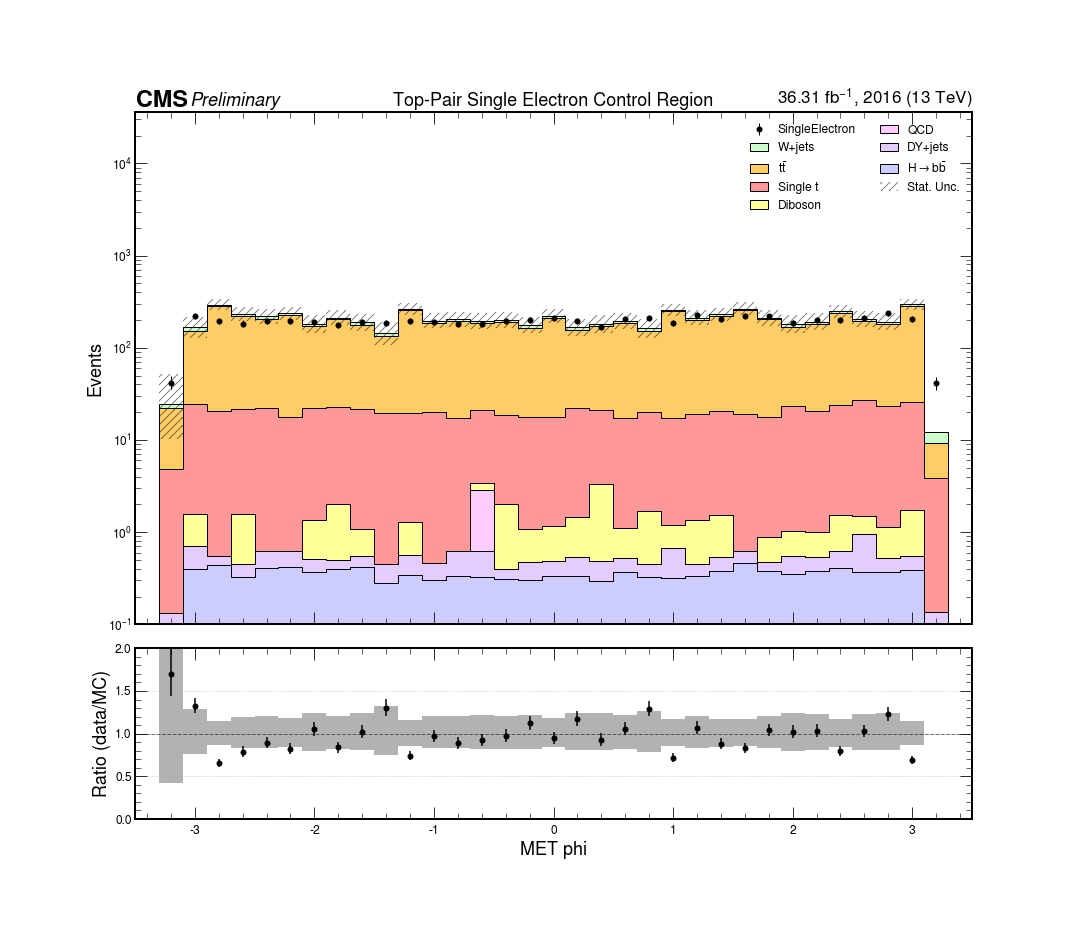 CMS Preliminary
Top-Pair Single Electron Control Region
36.31 fb⁻¹, 2016 (13 TeV)
SingleElectron
W+jets
tt̄
Single t
Diboson
QCD
DY+jets
H→bb̄
Stat. Unc.
Events
10⁴
10³
10²
10¹
10⁰
10⁻¹
Ratio (data/MC)
2.0
1.5
1.0
0.5
0.0
-3 -2 -1 0 1 2 3
MET phi